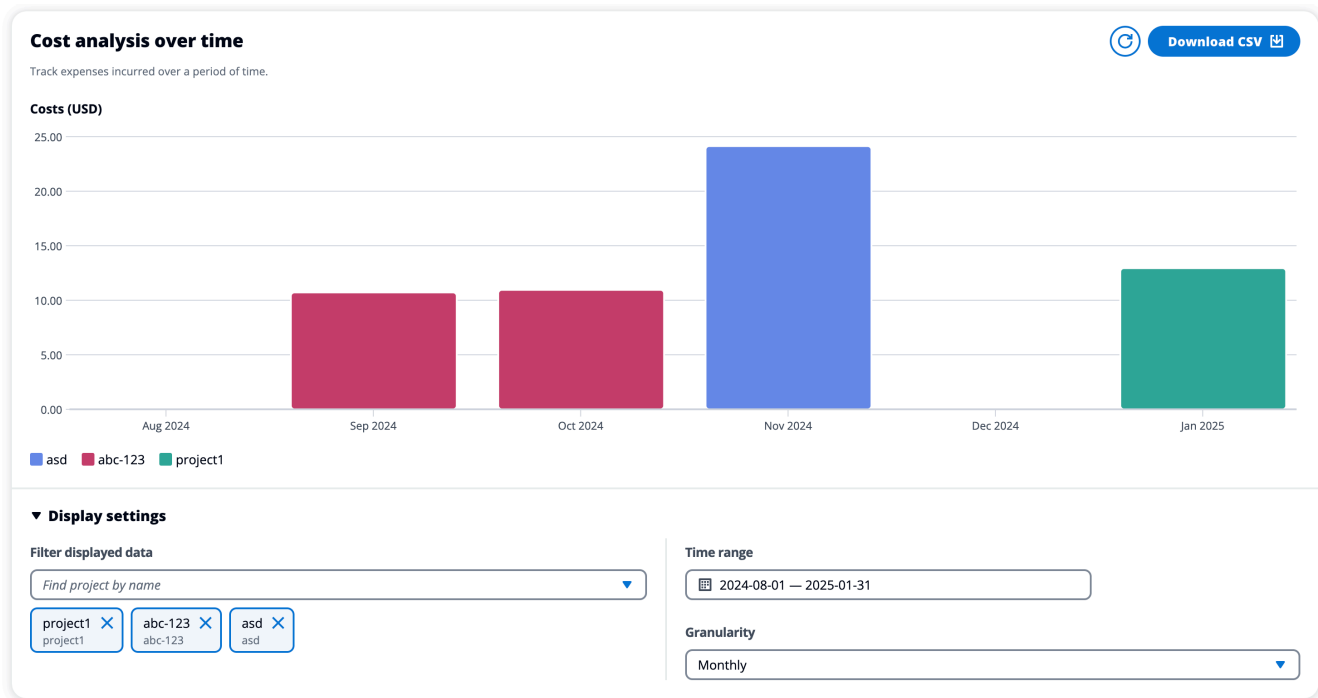 Cost analysis over time
Download CSV
Track expenses incurred over a period of time.
Costs (USD)
25.00
20.00
15.00
10.00
5.00
0.00
Aug 2024 Sep 2024 Oct 2024 Nov 2024 Dec 2024 Jan 2025
asd abc-123 project1
Display settings
Filter displayed data
Find project by name
project1 abc-123 asd
project1 abc-123 asd
Time range
2024-08-01 — 2025-01-31
Granularity
Monthly